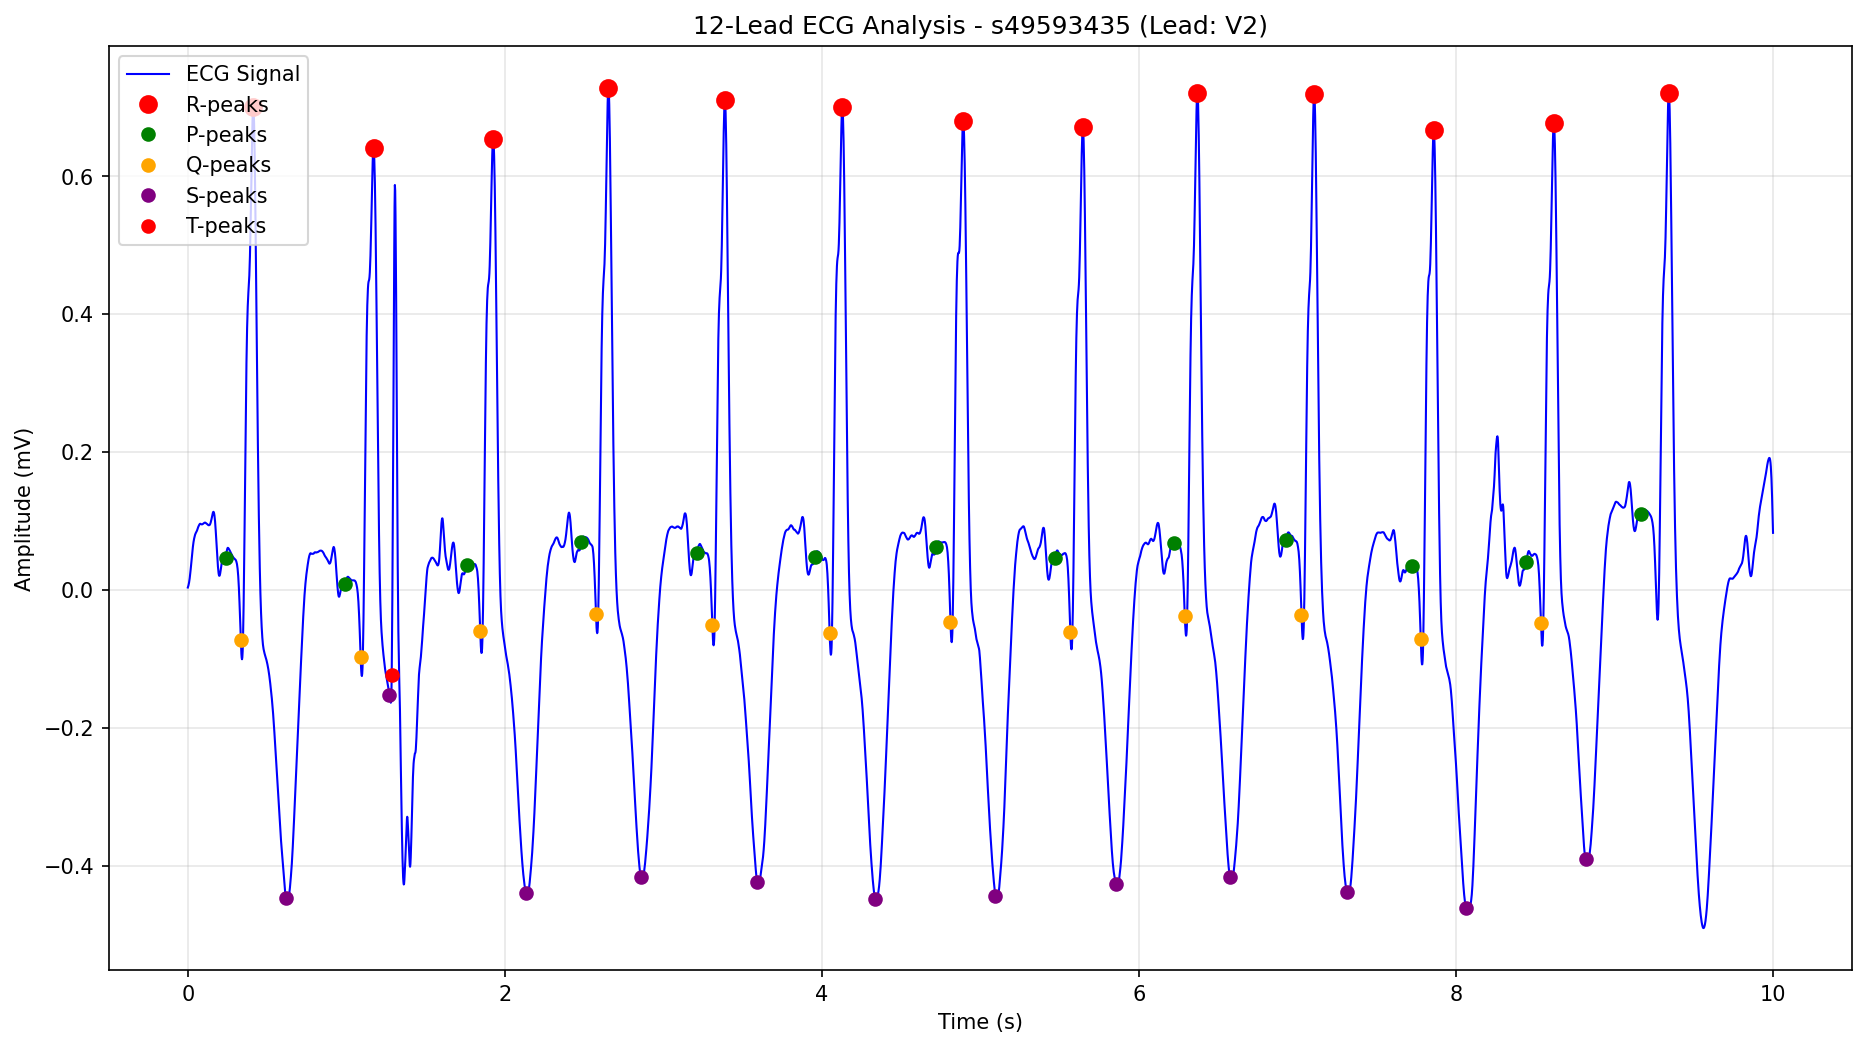 12-Lead ECG Analysis - s49593435 (Lead: V2)
ECG Signal
R-peaks
P-peaks
Q-peaks
S-peaks
T-peaks
Amplitude (mV)
0.6
0.4
0.2
0.0
−0.2
−0.4
0
2
4
6
8
10
Time (s)